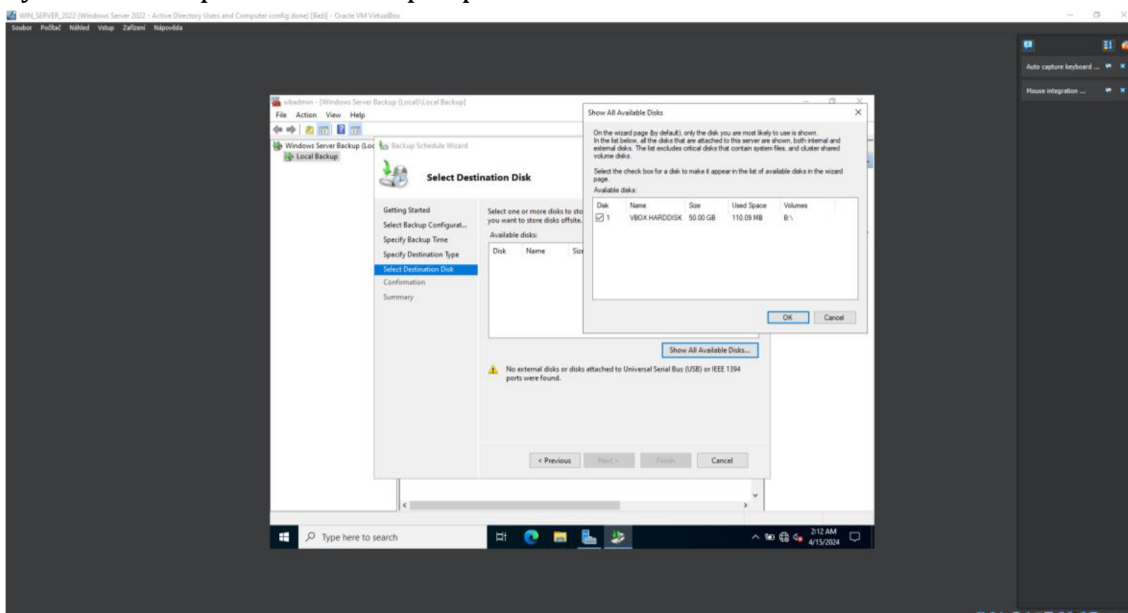 WIN_SERVER_2022 (Windows Server 2022 - Active Directory Users and Computer config done) [Beží] - Oracle VM VirtualBox
Soubor Počítač Náhled Vstup Zařízení Nápověda
Auto capture keyboard ...
Mouse integration ...
wbadmin - [Windows Server Backup (Local)\Local Backup]
File Action View Help
Windows Server Backup (Loc
Local Backup
Backup Schedule Wizard
Select Dest
Getting Started
Select Backup Configurat...
Specify Backup Time
Specify Destination Type
Select Destination Disk
Confirmation
Summary
Select one or more disks to sto
you want to store disks offsite.
Available disks:
Disk Name Size
Show All Available Disks...
No external disks or disks attached to Universal Serial Bus (USB) or IEEE 1394
ports were found.
< Previous Next > Finish Cancel
Show All Available Disks
On the wizard page (by default), only the disk you are most likely to use is shown.
In the list below, all the disks that are attached to this server are shown, both internal and
external disks. The list excludes critical disks that contain system files, and cluster shared
volume disks.
Select the check box for a disk to make it appear in the list of available disks in the wizard
page.
Available disks:
Disk Name Size Used Space Volumes
1 VBOX HARDDISK 50.00 GB 110.09 MB B:\
OK Cancel
Type here to search
2:12 AM
4/15/2024